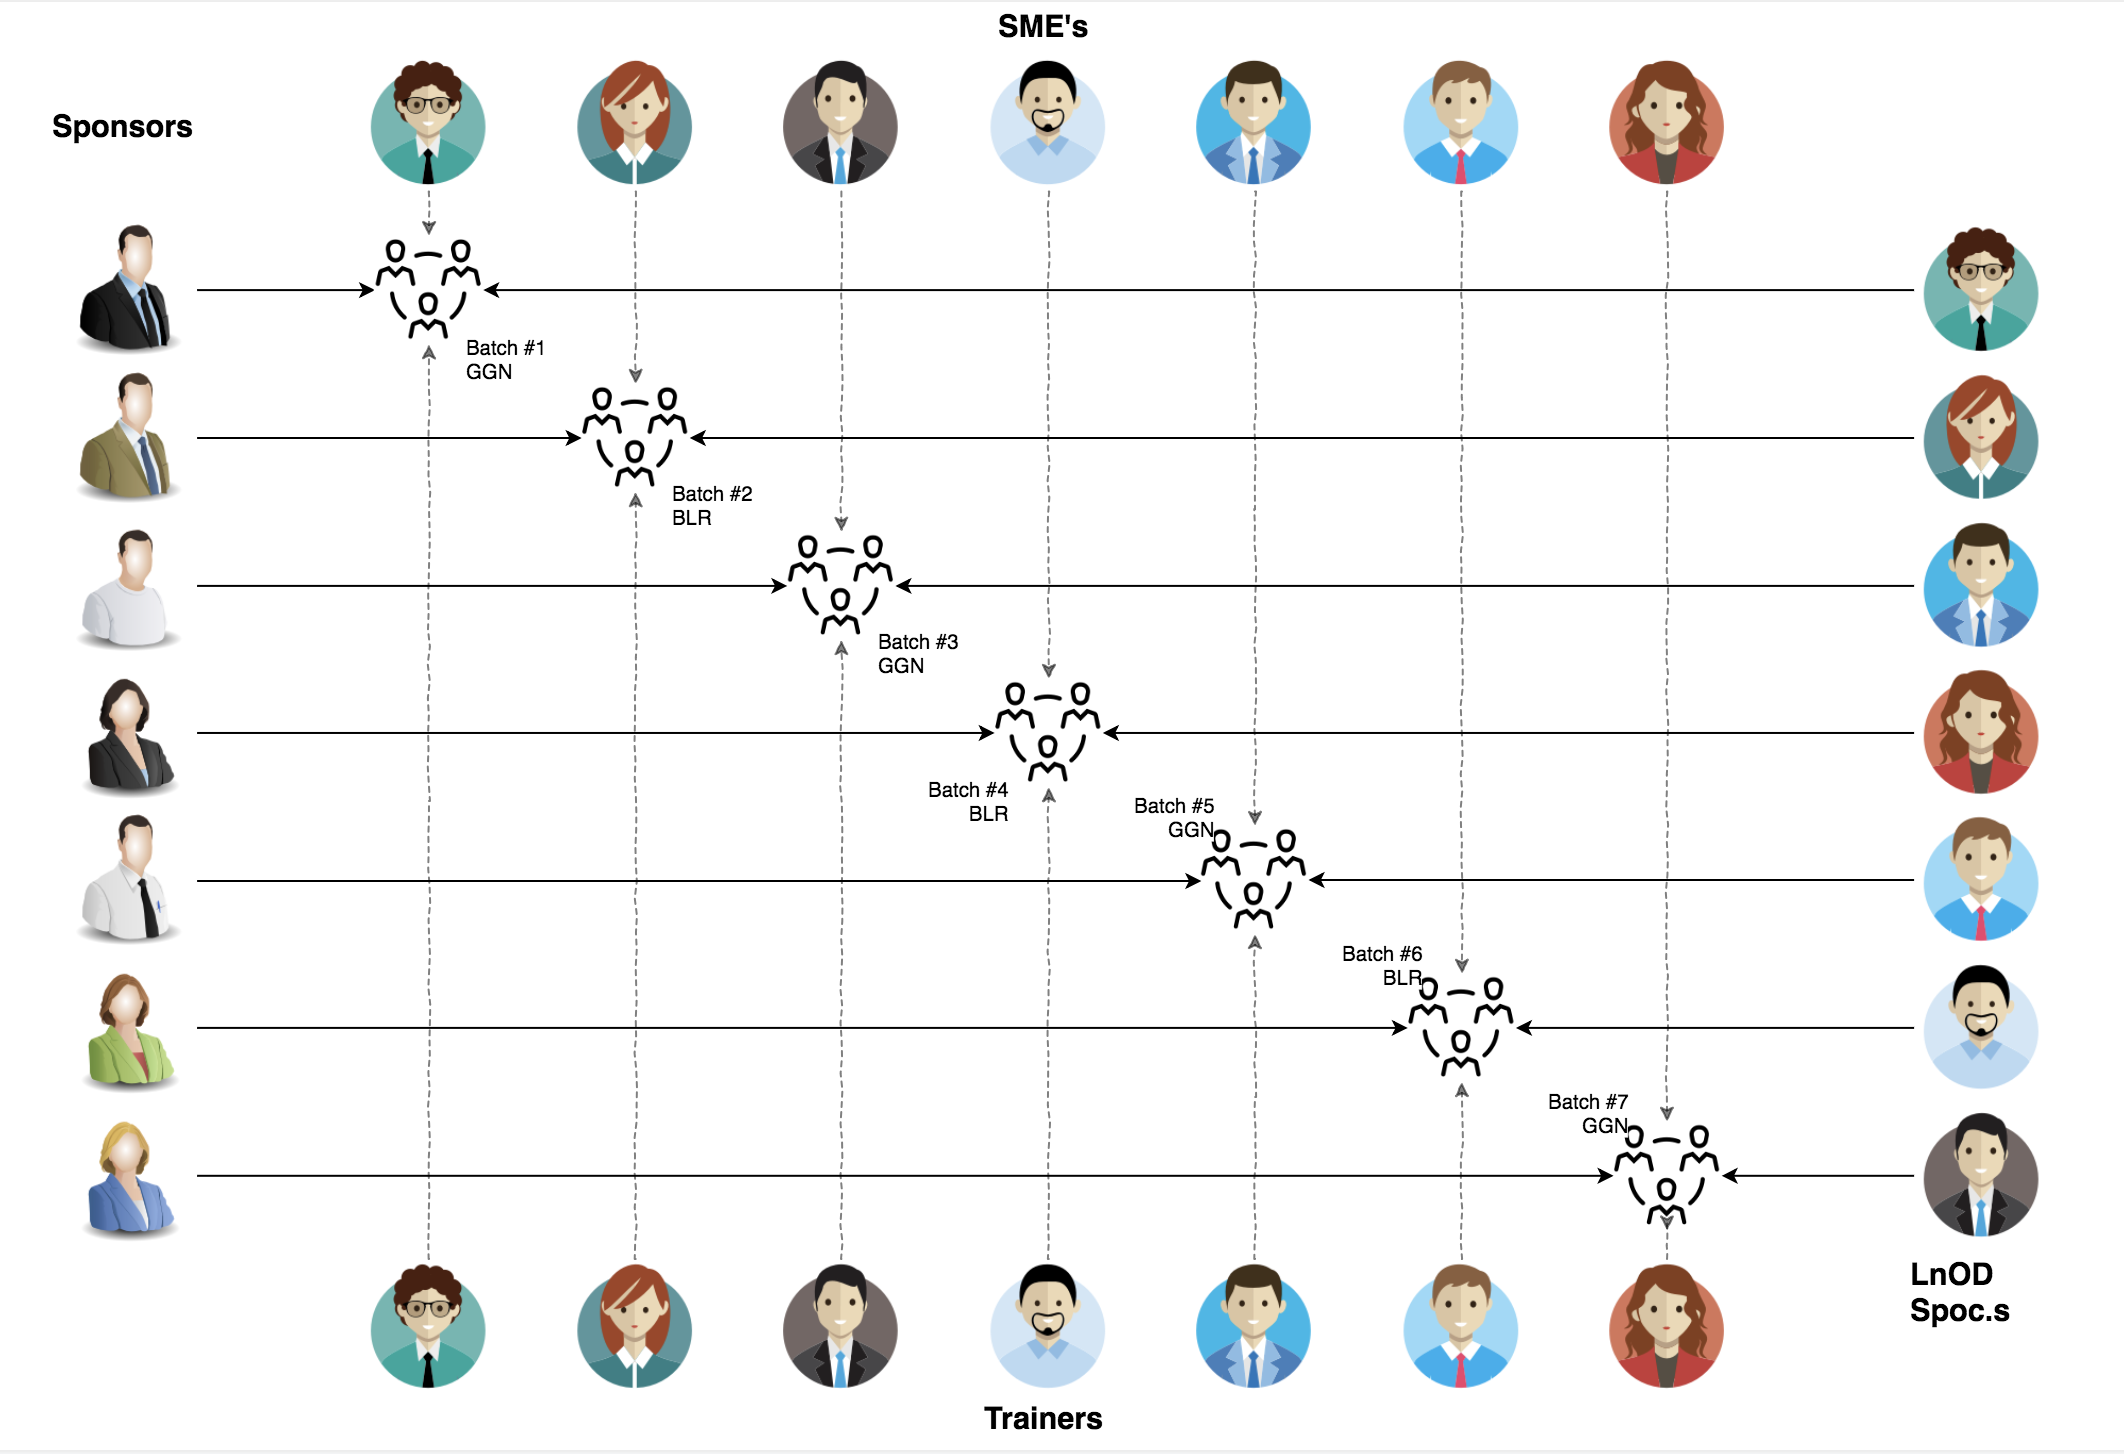 SME's
Sponsors
Batch #1
GGN
Batch #2
BLR
Batch #3
GGN
Batch #4
BLR
Batch #5
GGN
Batch #6
BLR
Batch #7
GGN
LnOD
Spoc.s
Trainers